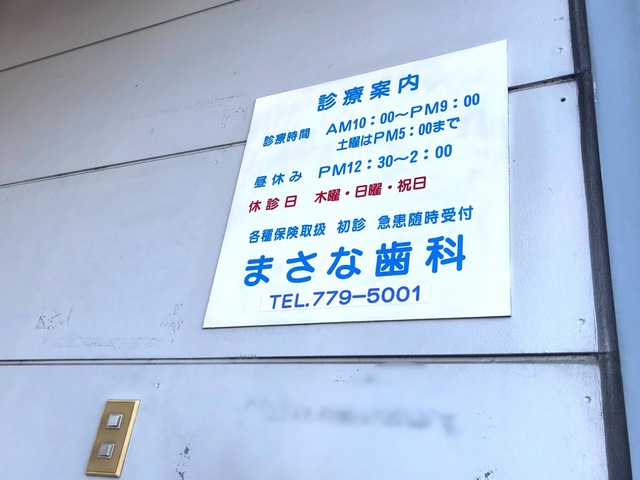 診療案内
診療時間 AM10：00〜PM9：00
土曜はPM5：00まで
昼休み PM12：30〜2：00
休診日 木曜・日曜・祝日
各種保険取扱 初診 急患随時受付
まさな歯科
TEL.779-5001